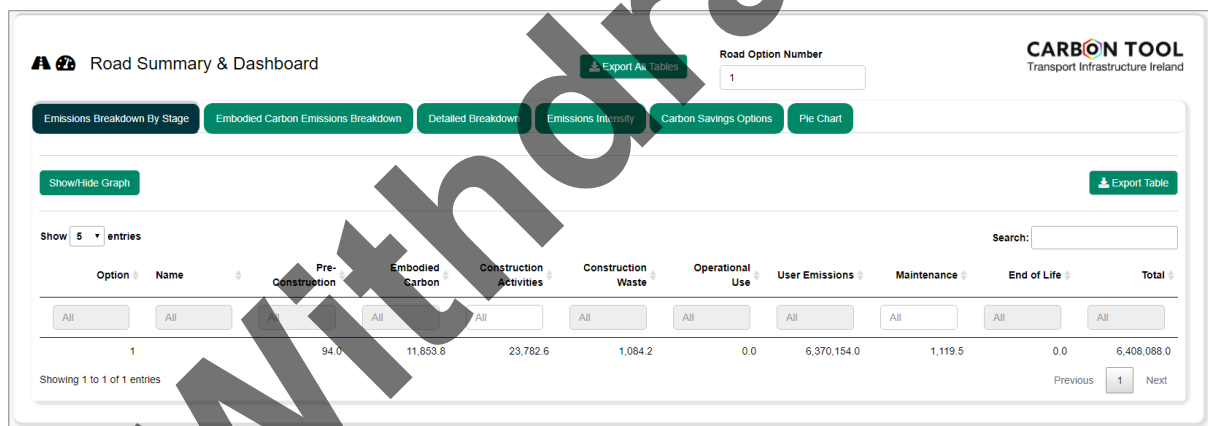 Road Summary & Dashboard
Export All Tables
Road Option Number
1
CARBON TOOL
Transport Infrastructure Ireland
Emissions Breakdown By Stage Embodied Carbon Emissions Breakdown Detailed Breakdown Emissions Intensity Carbon Savings Options Pie Chart
Show/Hide Graph Export Table
Show 5 entries Search:
Option Name Pre-Construction Embodied Carbon Construction Activities Construction Waste Operational Use User Emissions Maintenance End of Life Total
All All All All All All All All All All All
1 94.0 11,853.8 23,782.6 1,084.2 0.0 6,370,154.0 1,119.5 0.0 6,408,088.0
Showing 1 to 1 of 1 entries Previous 1 Next